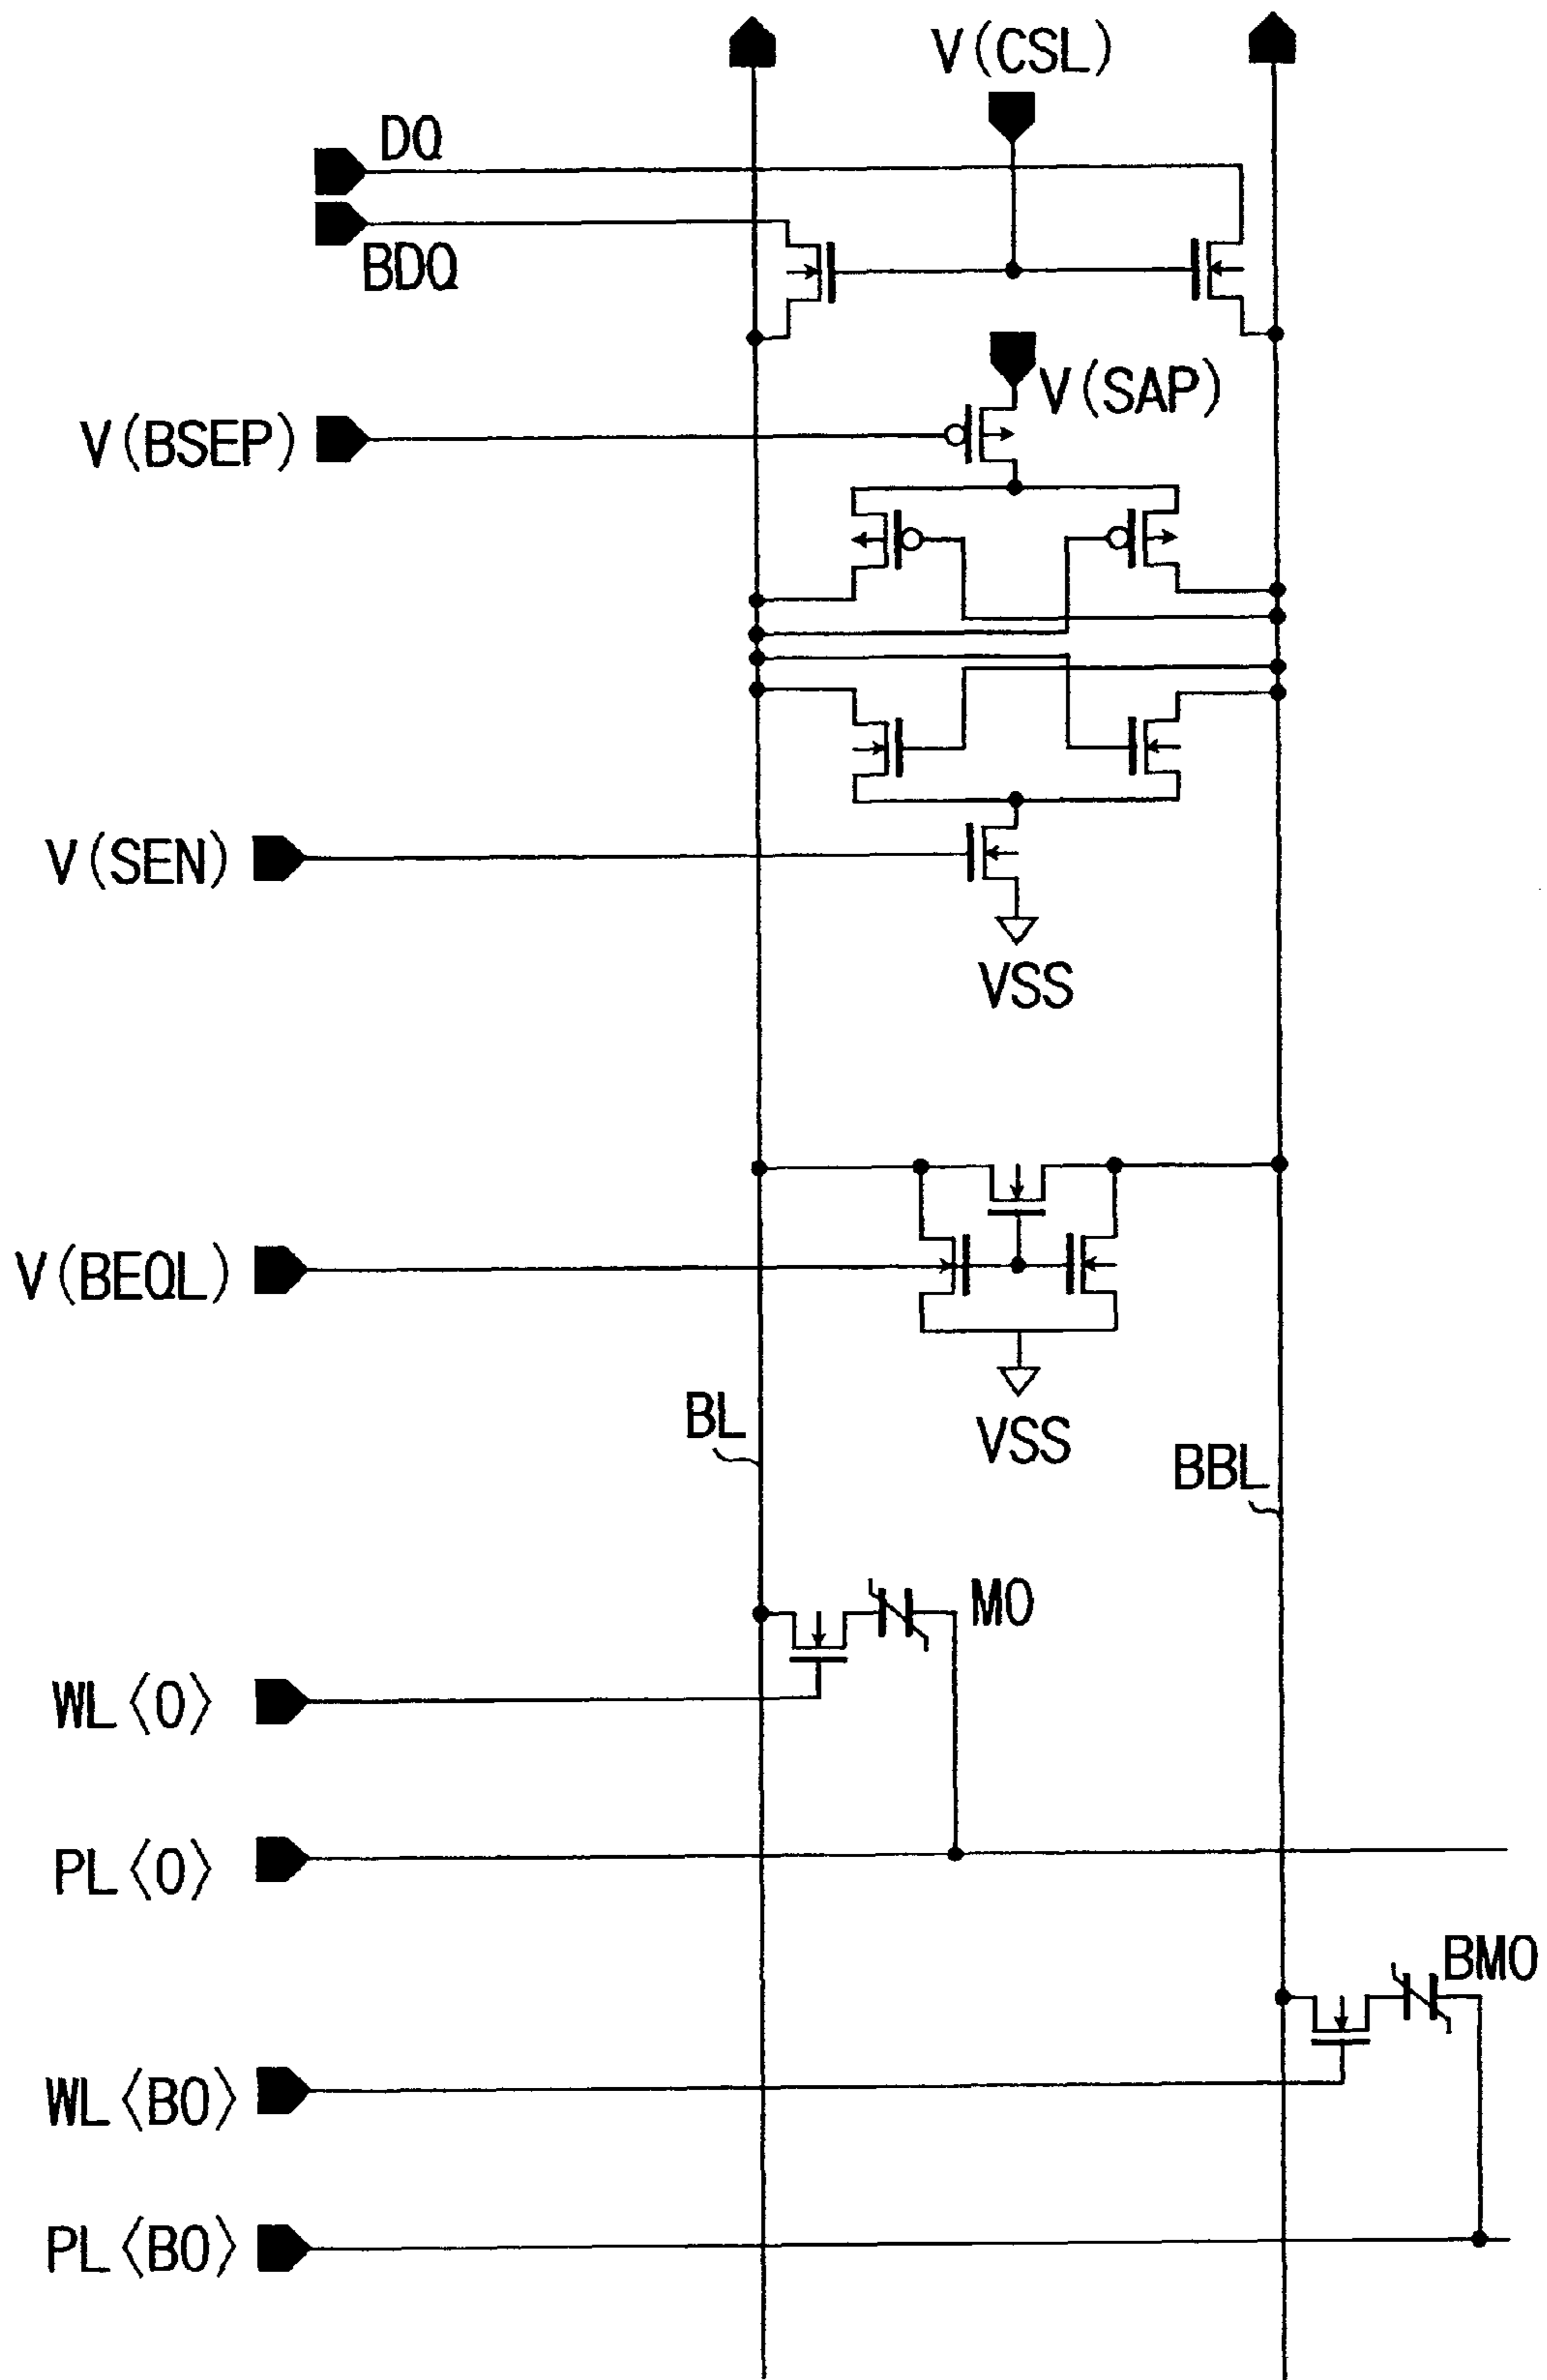 V(CSL)
DQ
BDQ
V(SAP)
V(BSEP)
V(SEN)
VSS
V(BEQL)
VSS
BL
BBL
M0
WL〈0〉
PL〈0〉
BM0
WL〈B0〉
PL〈B0〉